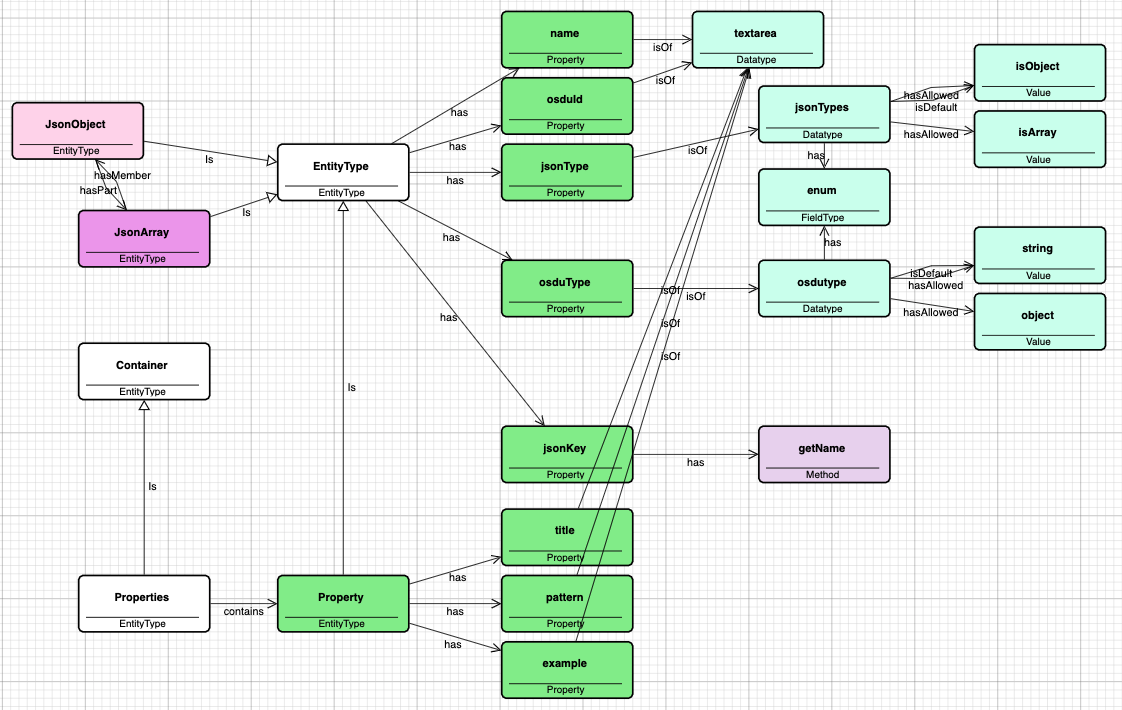 name
Property
isOf
textarea
Datatype
osduId
Property
isOf
isObject
Value
JsonObject
EntityType
has
jsonTypes
Datatype
hasAllowed
isDefault
isArray
Value
hasAllowed
Is
EntityType
EntityType
has
jsonType
Property
isOf
has
has
enum
FieldType
hasMember
hasPart
JsonArray
EntityType
Is
has
has
string
Value
osduType
Property
isOf
isOf
osdutype
Datatype
isDefault
hasAllowed
object
Value
hasAllowed
has
isOf
isOf
Container
EntityType
Is
jsonKey
Property
has
getName
Method
Is
title
Property
has
Properties
EntityType
contains
Property
EntityType
has
pattern
Property
has
example
Property